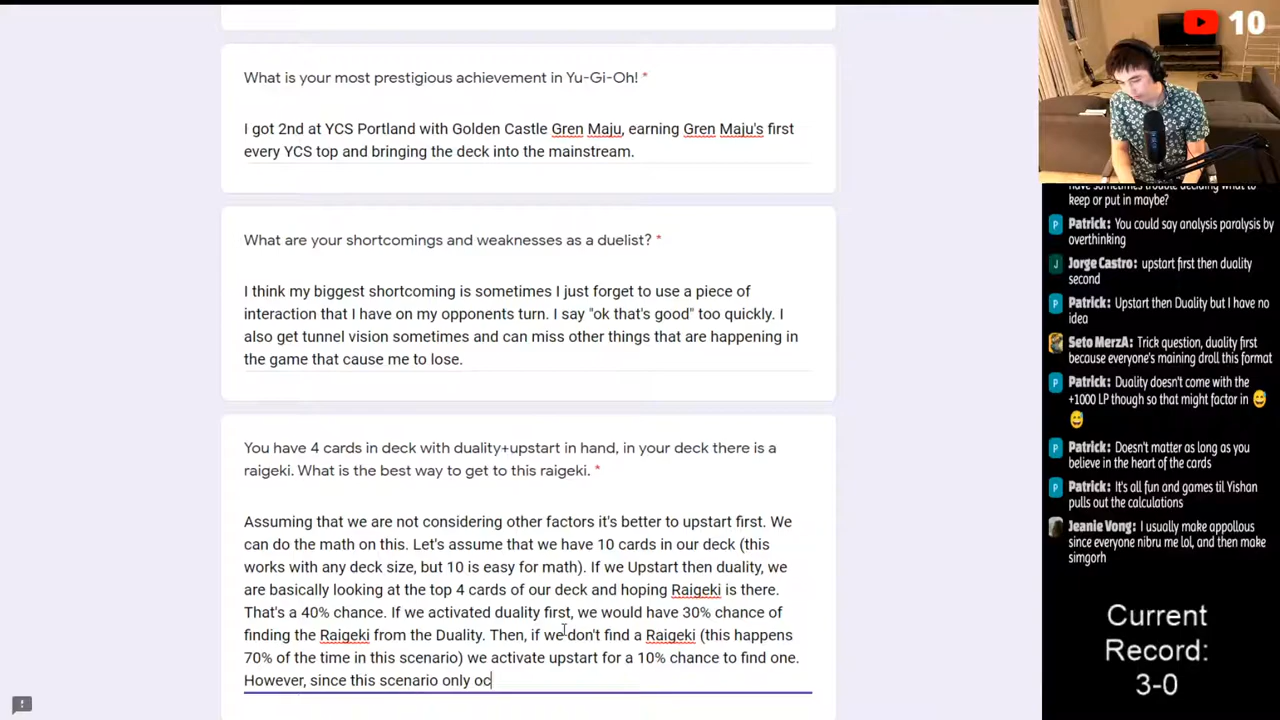 What is your most prestigious achievement in Yu-Gi-Oh! *
I got 2nd at YCS Portland with Golden Castle Gren Maju, earning Gren Maju's first
every YCS top and bringing the deck into the mainstream.
What are your shortcomings and weaknesses as a duelist? *
I think my biggest shortcoming is sometimes I just forget to use a piece of
interaction that I have on my opponents turn. I say "ok that's good" too quickly. I
also get tunnel vision sometimes and can miss other things that are happening in
the game that cause me to lose.
You have 4 cards in deck with duality+upstart in hand, in your deck there is a
raigeki. What is the best way to get to this raigeki. *
Assuming that we are not considering other factors it's better to upstart first. We
can do the math on this. Let's assume that we have 10 cards in our deck (this
works with any deck size, but 10 is easy for math). If we Upstart then duality, we
are basically looking at the top 4 cards of our deck and hoping Raigeki is there.
That's a 40% chance. If we activated duality first, we would have 30% chance of
finding the Raigeki from the Duality. Then, if we don't find a Raigeki (this happens
70% of the time in this scenario) we activate upstart for a 10% chance to find one.
However, since this scenario only oc
10
have sometimes trouble deciding what to
keep or put in maybe?
P Patrick: You could say analysis paralysis by
overthinking
J Jorge Castro: upstart first then duality
second
P Patrick: Upstart then Duality but I have no
idea
Seto MerzA: Trick question, duality first
because everyone's maining droll this format
P Patrick: Duality doesn't come with the
+1000 LP though so that might factor in 😅
😅
P Patrick: Doesn't matter as long as you
believe in the heart of the cards
P Patrick: It's all fun and games til Yishan
pulls out the calculations
Jeanie Vong: I usually make appollous
since everyone nibru me lol, and then make
simgorh
Current
Record:
3-0